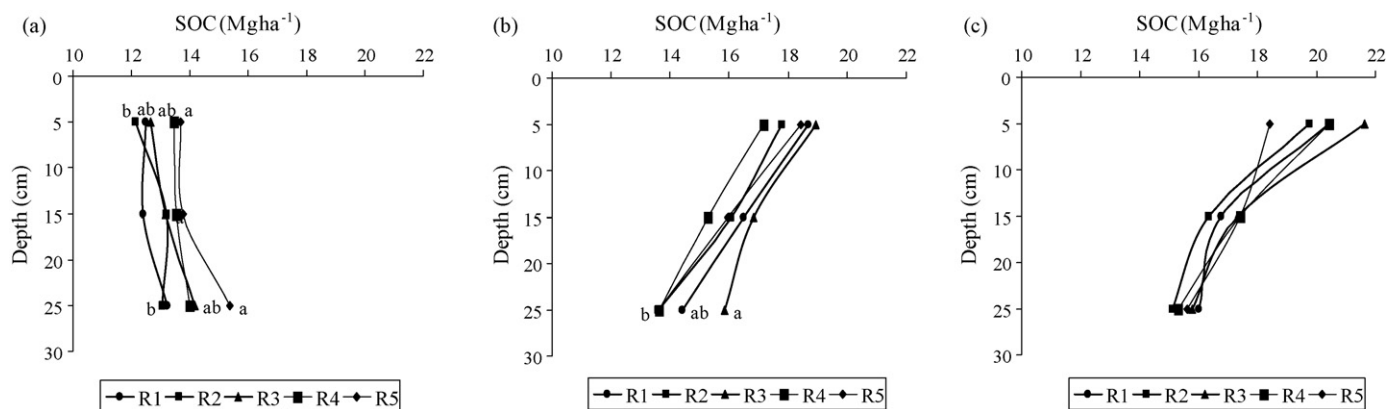 (a) SOC (Mgha-1)
10 12 14 16 18 20 22
0
5
10
15
20
25
30
Depth (cm)
b ab ab a
b ab a
R1 R2 R3 R4 R5
(b) SOC (Mgha-1)
10 12 14 16 18 20 22
0
5
10
15
20
25
30
Depth (cm)
b ab a
R1 R2 R3 R4 R5
(c) SOC (Mgha-1)
10 12 14 16 18 20 22
0
5
10
15
20
25
30
Depth (cm)
R1 R2 R3 R4 R5